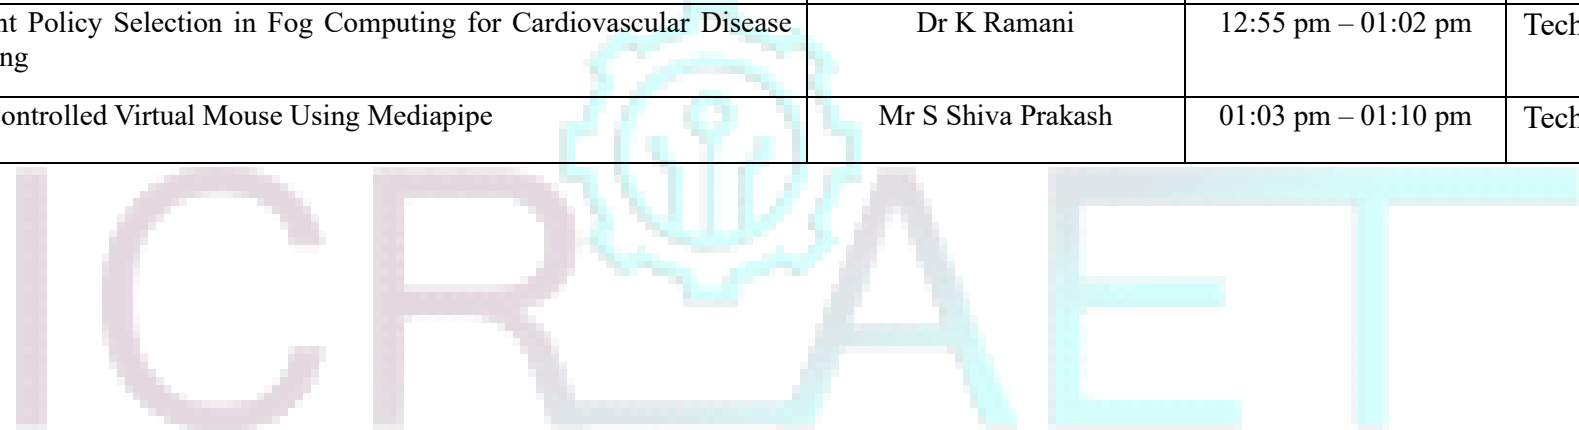 nt Policy Selection in Fog Computing for Cardiovascular Disease
ng
Dr K Ramani
12:55 pm – 01:02 pm
Tech
ontrolled Virtual Mouse Using Mediapipe
Mr S Shiva Prakash
01:03 pm – 01:10 pm
Tech
ICRAET